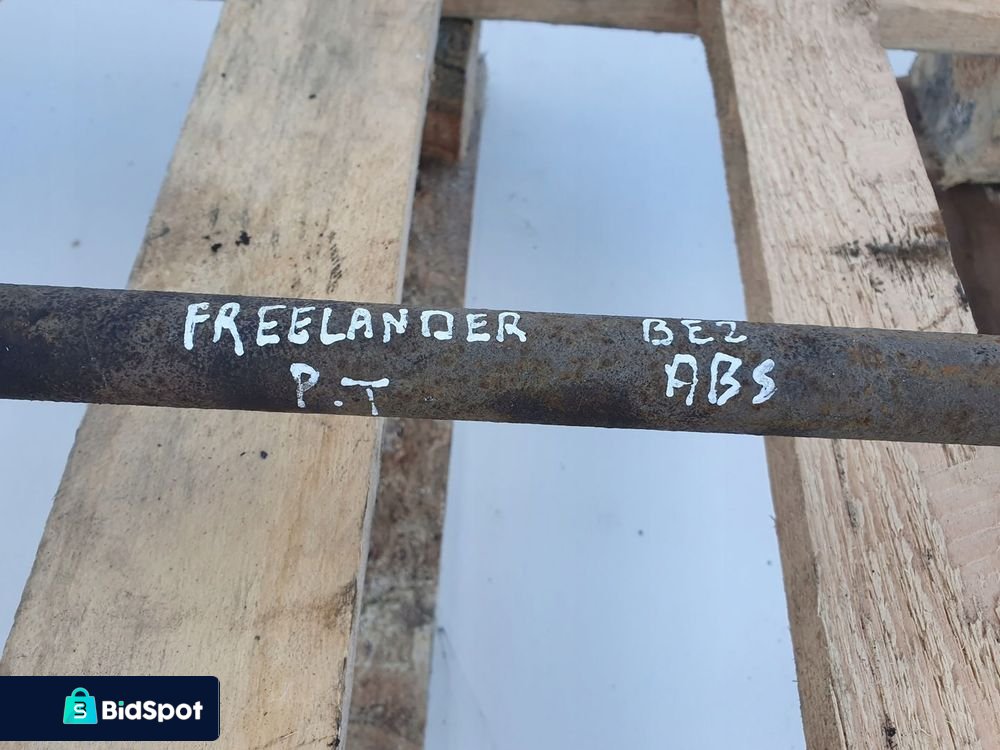 FREELANDER BEZ
P.T ABS
BidSpot